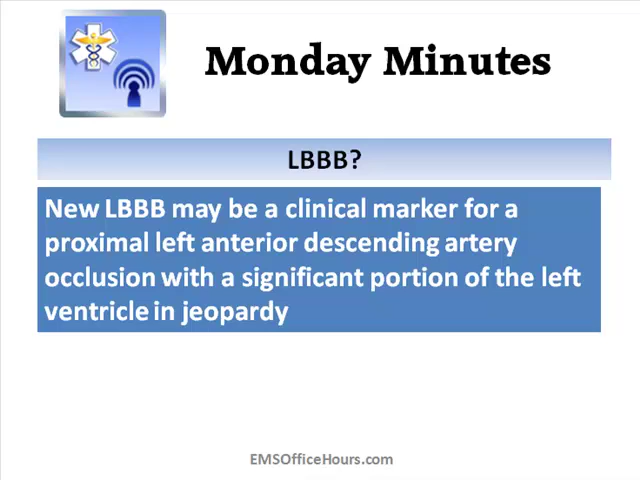 Monday Minutes
LBBB?
New LBBB may be a clinical marker for a
proximal left anterior descending artery
occlusion with a significant portion of the left
ventricle in jeopardy
EMSOfficeHours.com